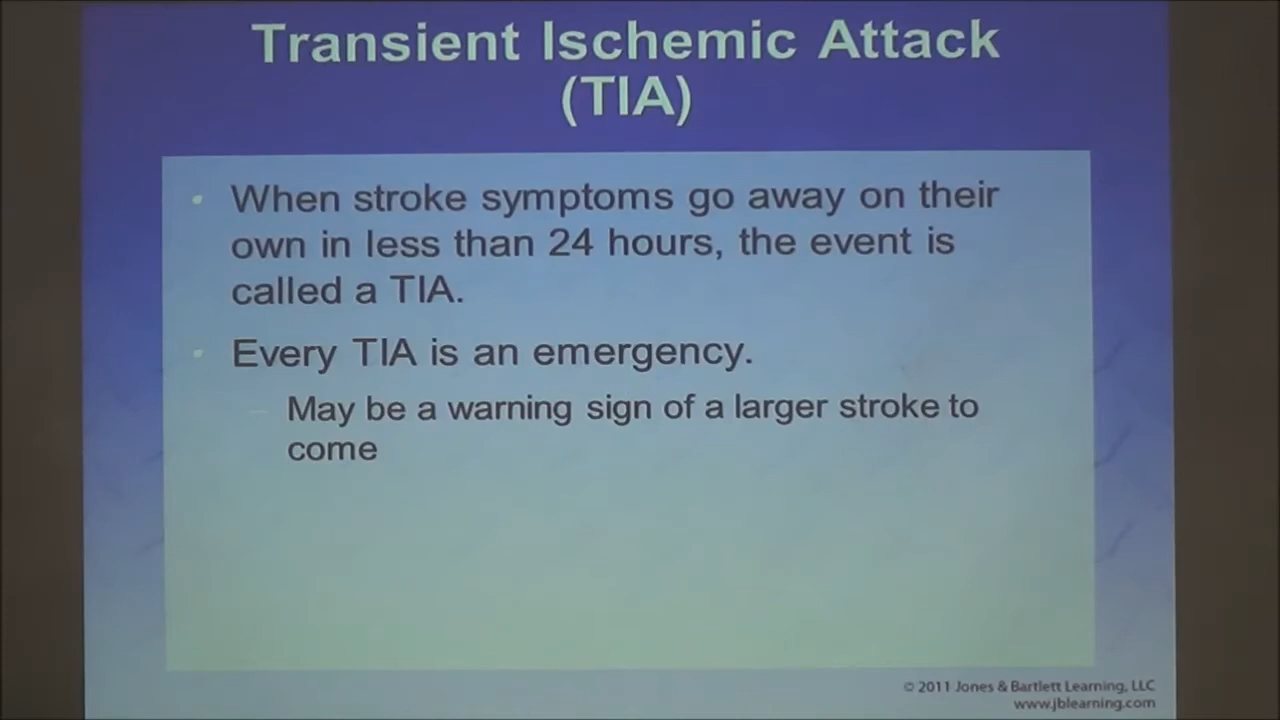 Transient Ischemic Attack
(TIA)
• When stroke symptoms go away on their
own in less than 24 hours, the event is
called a TIA.
• Every TIA is an emergency.
– May be a warning sign of a larger stroke to
come
© 2011 Jones & Bartlett Learning, LLC
www.jblearning.com